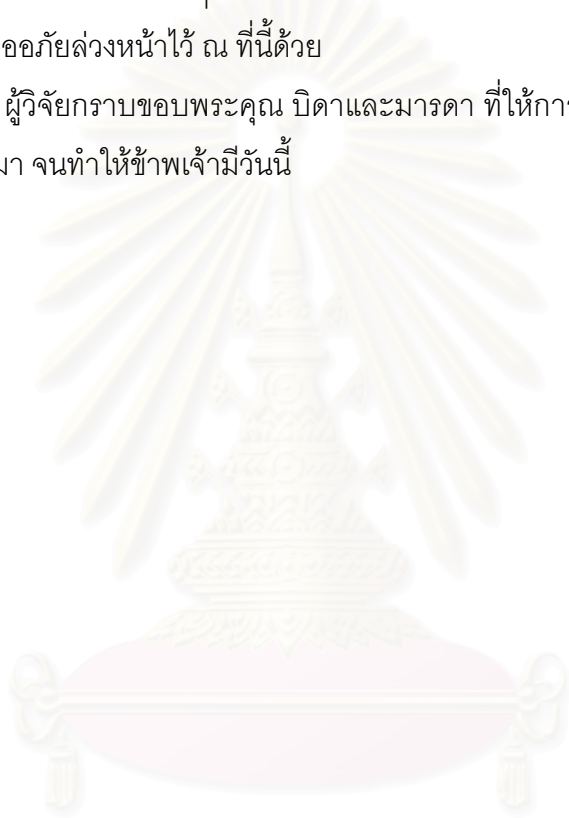 ออภัยล่วงหน้าไว้ ณ ที่นี้ด้วย
ผู้วิจัยกราบขอบพระคุณ บิดาและมารดา ที่ให้กา
มา จนทำให้ข้าพเจ้ามีวันนี้